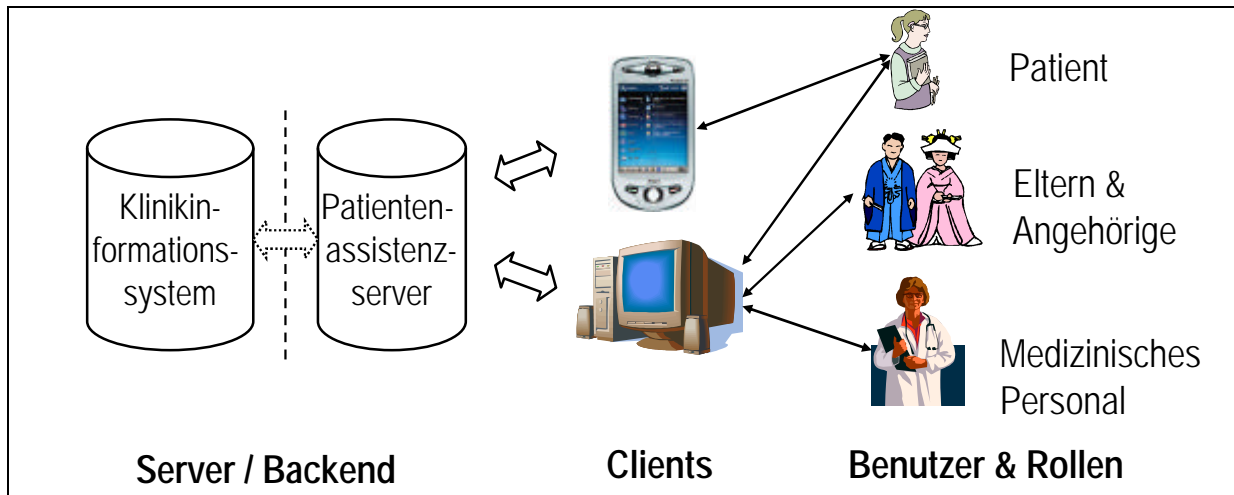 Klinikin-
formations-
system
Patienten-
assistenz-
server
Patient
Eltern &
Angehörige
Medizinisches
Personal
Server / Backend
Clients
Benutzer & Rollen